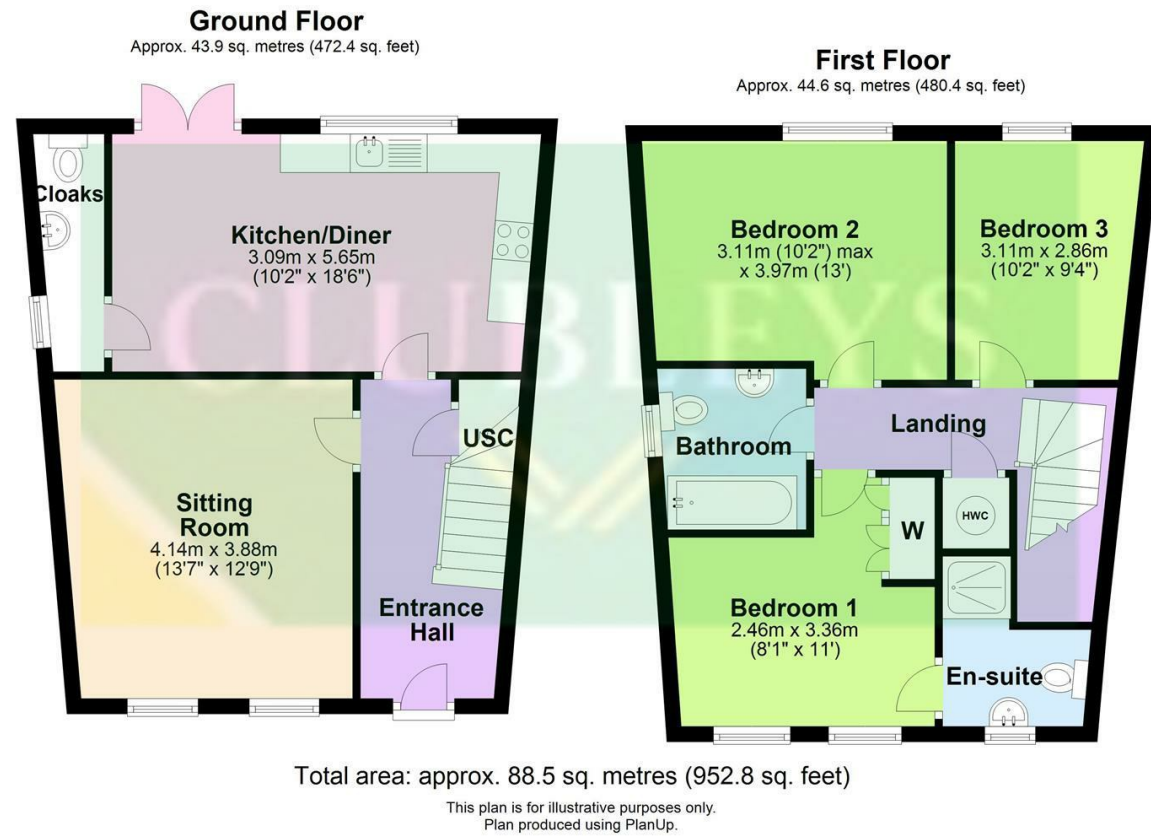 Ground Floor
Approx. 43.9 sq. metres (472.4 sq. feet)
Cloaks
Kitchen/Diner
3.09m x 5.65m
(10'2" x 18'6")
USC
Sitting
Room
4.14m x 3.88m
(13'7" x 12'9")
Entrance
Hall
First Floor
Approx. 44.6 sq. metres (480.4 sq. feet)
Bedroom 2
3.11m (10'2") max
x 3.97m (13')
Bedroom 3
3.11m x 2.86m
(10'2" x 9'4")
Landing
Bathroom
W
HWC
Bedroom 1
2.46m x 3.36m
(8'1" x 11')
En-suite
CLUBLEYS
Total area: approx. 88.5 sq. metres (952.8 sq. feet)
This plan is for illustrative purposes only.
Plan produced using PlanUp.